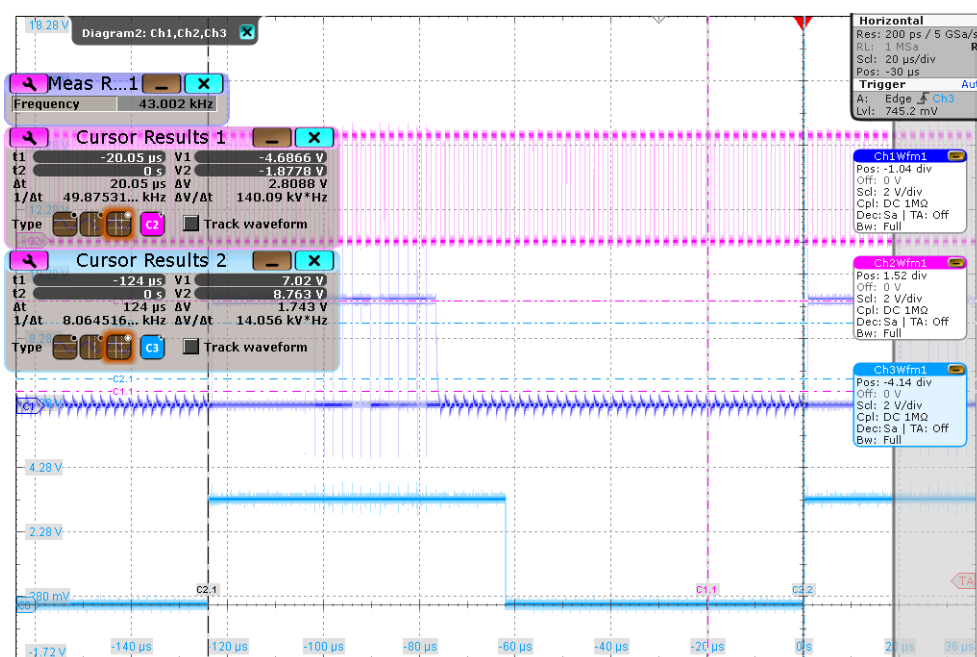 18.28 V
Diagram2: Ch1,Ch2,Ch3
Meas R...1
Frequency 43.002 kHz
Cursor Results 1
t1 -20.05 µs V1 -4.6866 V
t2 0 s V2 -1.8778 V
Δt 20.05 µs ΔV 2.8088 V
1/Δt 49.87531... kHz ΔV/Δt 140.09 kV*Hz
Type C2 Track waveform
12.28 V
Cursor Results 2
t1 -124 µs V1 7.02 V
t2 0 s V2 8.763 V
Δt 124 µs ΔV 1.743 V
1/Δt 8.064516... kHz ΔV/Δt 14.056 kV*Hz
8.28 V
Type C3 Track waveform
C2.1
C1.1
C1
4.28 V
2.28 V
280 mV
-1.72 V
C2.1
C1.1
C2.2
TA
-140 µs -120 µs -100 µs -80 µs -60 µs -40 µs -20 µs 0 s 20 µs 36 µs
Horizontal
Res: 200 ps / 5 GSa/s
RL: 1 MSa R
Scl: 20 µs/div
Pos: -30 µs
Trigger Aut
A: Edge Ch3
Lvl: 745.2 mV
Ch1Wfm1
Pos: -1.04 div
Off: 0 V
Scl: 2 V/div
Cpl: DC 1MΩ
Dec: Sa | TA: Off
Bw: Full
Ch2Wfm1
Pos: 1.52 div
Off: 0 V
Scl: 2 V/div
Cpl: DC 1MΩ
Dec: Sa | TA: Off
Bw: Full
Ch3Wfm1
Pos: -4.14 div
Off: 0 V
Scl: 2 V/div
Cpl: DC 1MΩ
Dec: Sa | TA: Off
Bw: Full